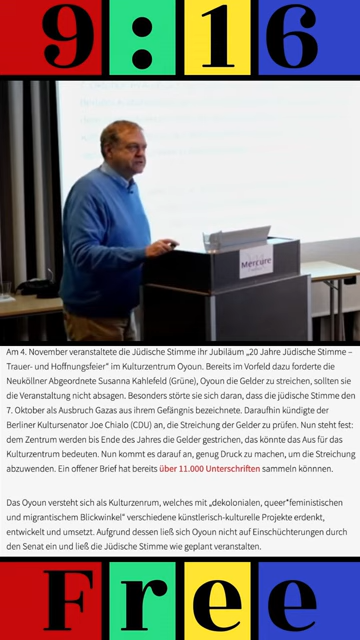 9:16
Mercure
Am 4. November veranstaltete die Jüdische Stimme ihr Jubiläum „20 Jahre Jüdische Stimme –
Trauer- und Hoffnungsfeier“ im Kulturzentrum Oyoun. Bereits im Vorfeld dazu forderte die
Neuköllner Abgeordnete Susanna Kahlefeld (Grüne), Oyoun die Gelder zu streichen, sollten sie
die Veranstaltung nicht absagen. Besonders störte sie sich daran, dass die jüdische Stimme den
7. Oktober als Ausbruch Gazas aus ihrem Gefängnis bezeichnete. Daraufhin kündigte der
Berliner Kultursenator Joe Chialo (CDU) an, die Streichung der Gelder zu prüfen. Nun steht fest:
dem Zentrum werden bis Ende des Jahres die Gelder gestrichen, das könnte das Aus für das
Kulturzentrum bedeuten. Nun kommt es darauf an, genug Druck zu machen, um die Streichung
abzuwenden. Ein offener Brief hat bereits über 11.000 Unterschriften sammeln könnnen.
Das Oyoun versteht sich als Kulturzenrum, welches mit „dekolonialen, queer*feministischen
und migrantischem Blickwinkel“ verschiedene künstlerisch-kulturelle Projekte erdenkt,
entwickelt und umsetzt. Aufgrund dessen ließ sich Oyoun nicht auf Einschüchterungen durch
den Senat ein und ließ die Jüdische Stimme wie geplant veranstalten.
Free